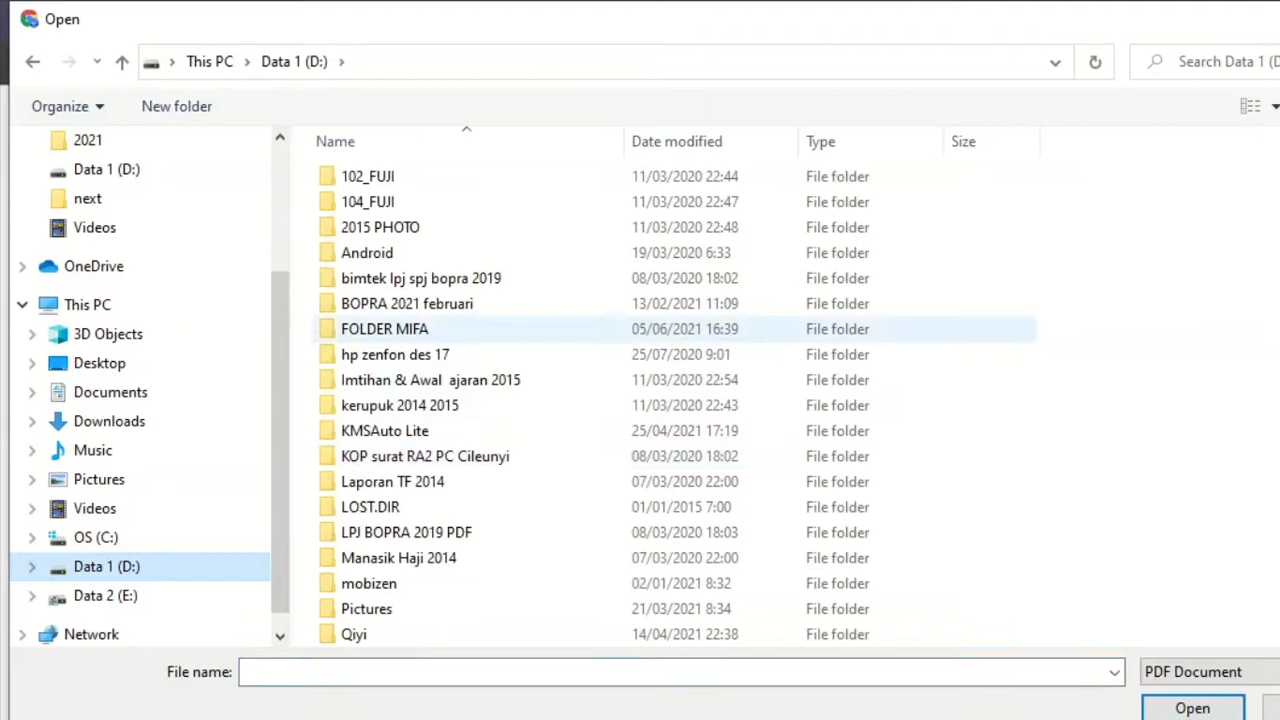 Open
This PC Data 1 (D:)
Search Data 1 (D
Organize New folder
2021
Data 1 (D:)
next
Videos
OneDrive
This PC
3D Objects
Desktop
Documents
Downloads
Music
Pictures
Videos
OS (C:)
Data 1 (D:)
Data 2 (E:)
Network
Name Date modified Type Size
102_FUJI 11/03/2020 22:44 File folder
104_FUJI 11/03/2020 22:47 File folder
2015 PHOTO 11/03/2020 22:48 File folder
Android 19/03/2020 6:33 File folder
bimtek lpj spj bopra 2019 08/03/2020 18:02 File folder
BOPRA 2021 februari 13/02/2021 11:09 File folder
FOLDER MIFA 05/06/2021 16:39 File folder
hp zenfon des 17 25/07/2020 9:01 File folder
Imtihan & Awal ajaran 2015 11/03/2020 22:54 File folder
kerupuk 2014 2015 11/03/2020 22:43 File folder
KMSAuto Lite 25/04/2021 17:19 File folder
KOP surat RA2 PC Cileunyi 08/03/2020 18:02 File folder
Laporan TF 2014 07/03/2020 22:00 File folder
LOST.DIR 01/01/2015 7:00 File folder
LPJ BOPRA 2019 PDF 08/03/2020 18:03 File folder
Manasik Haji 2014 07/03/2020 22:00 File folder
mobizen 02/01/2021 8:32 File folder
Pictures 21/03/2021 8:34 File folder
Qiyi 14/04/2021 22:38 File folder
File name: PDF Document
Open